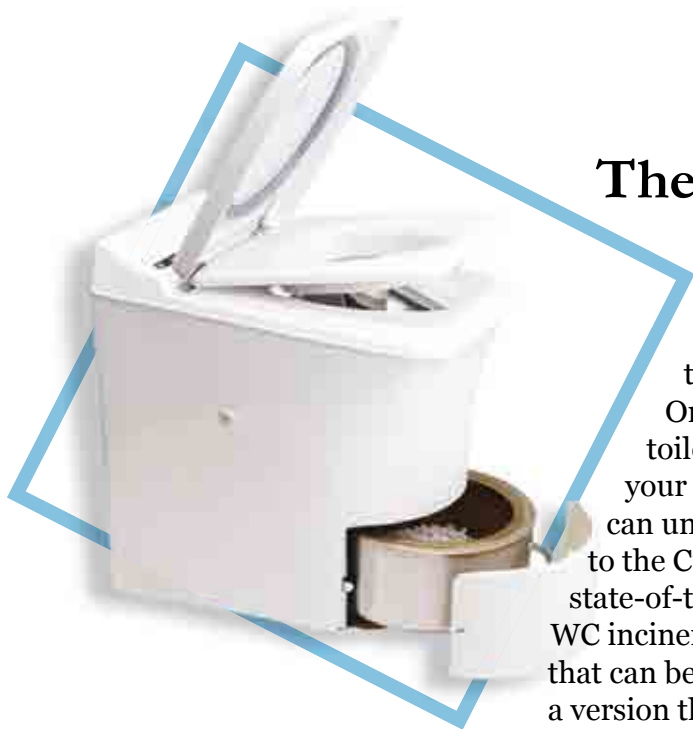 The
t
Or
toil
your
can un
to the C
state-of-t
WC inciner
that can be
a version th